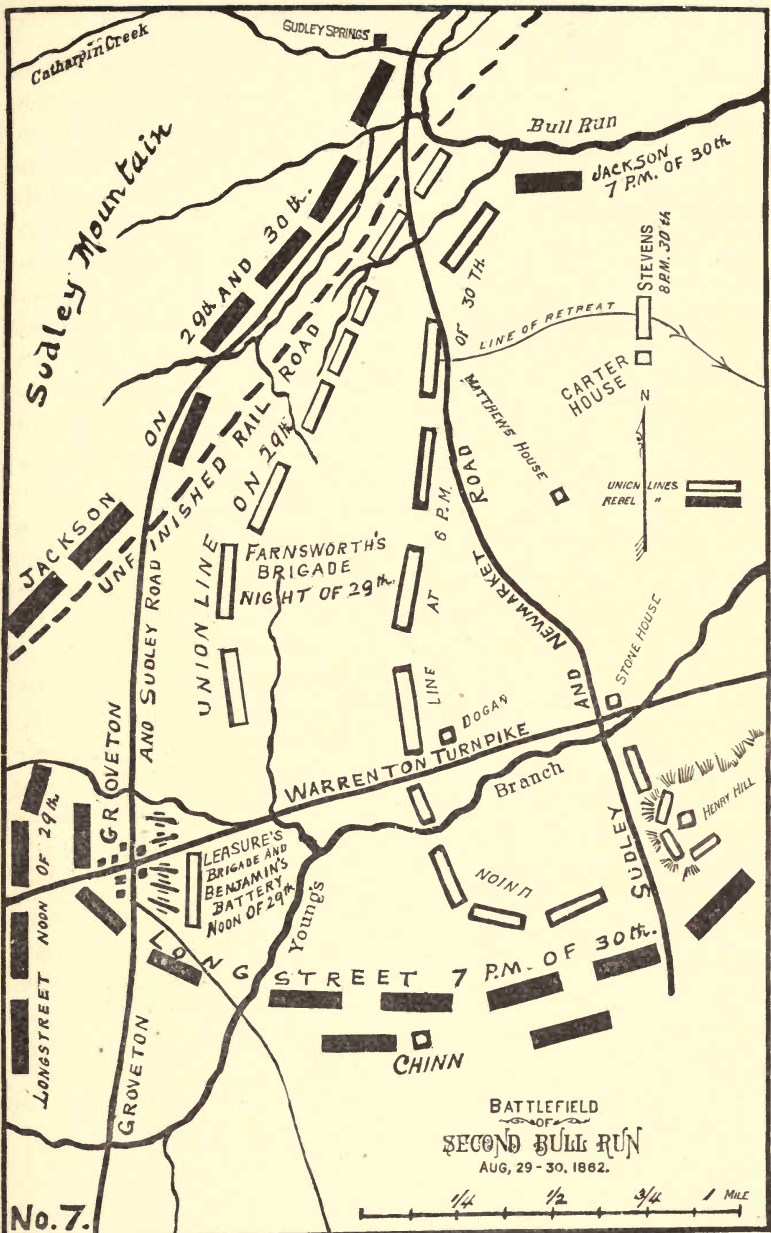 SUDLEY SPRINGS
Catharpin Creek
Bull Run
JACKSON
7 P.M. OF 30th
Sudley Mountain
29th AND 30th.
ON
JACKSON
STEVENS
8 P.M. 30th
LINE OF RETREAT
CARTER
HOUSE
N
MATTHEWS HOUSE
UNION LINES
REBEL "
UNFINISHED RAIL ROAD
UNION LINE ON 29th
FARNSWORTH'S
BRIGADE
NIGHT OF 29th.
UNION LINE AT 6 P.M. OF 30TH.
SUDLEY AND NEWMARKET ROAD
STONE HOUSE
DOGAN
WARRENTON TURNPIKE
Young's Branch
HENRY HILL
GROVETON
GROVETON AND SUDLEY ROAD
LEASURE'S
BRIGADE AND
BENJAMIN'S
BATTERY
NOON OF 29th
LONGSTREET NOON OF 29th.
LONGSTREET 7 P.M. OF 30th.
CHINN
BATTLEFIELD
OF
SECOND BULL RUN
AUG, 29-30, 1862.
1/4 1/2 3/4 1 MILE
No. 7.